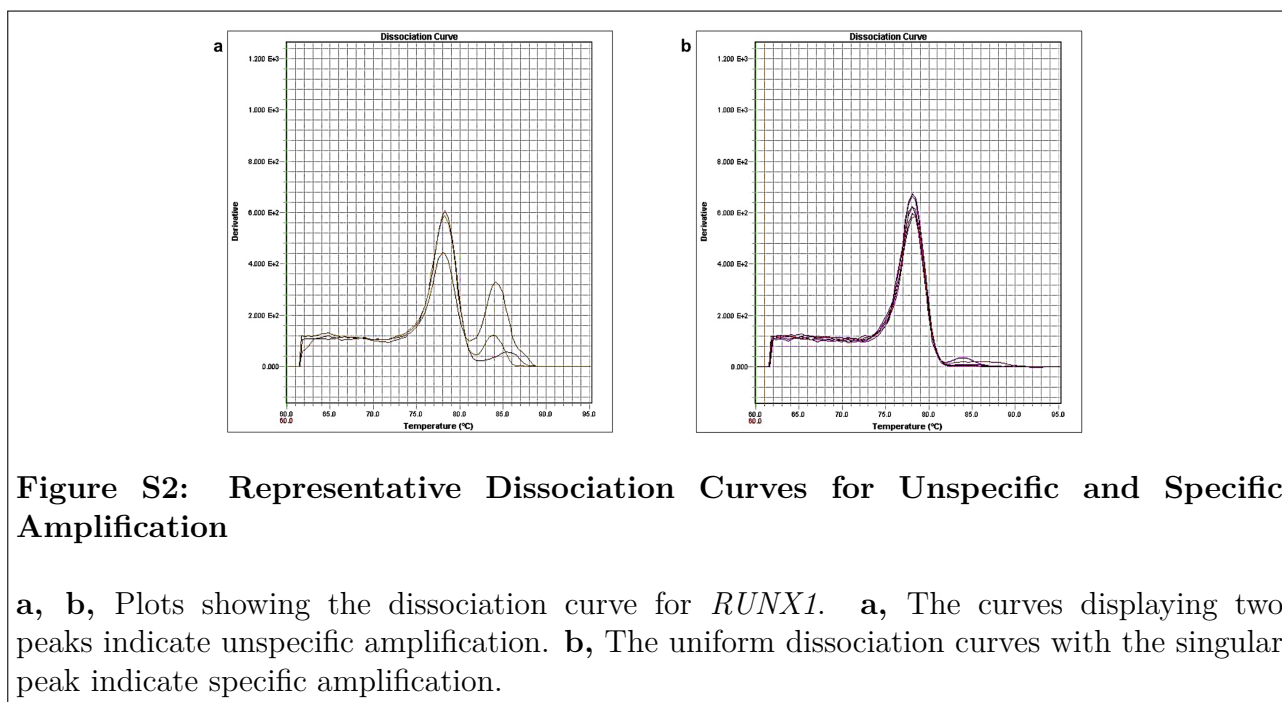 a
Dissociation Curve
1.200 E+3
1.000 E+3
8.000 E+2
6.000 E+2
4.000 E+2
2.000 E+2
0.000
Derivative
60.0 65.0 70.0 75.0 80.0 85.0 90.0 95.0
60.0
Temperature (°C)
b
Dissociation Curve
1.200 E+3
1.000 E+3
8.000 E+2
6.000 E+2
4.000 E+2
2.000 E+2
0.000
Derivative
60.0 65.0 70.0 75.0 80.0 85.0 90.0 95.0
60.0
Temperature (°C)
Figure S2: Representative Dissociation Curves for Unspecific and Specific
Amplification
a, b, Plots showing the dissociation curve for RUNX1. a, The curves displaying two
peaks indicate unspecific amplification. b, The uniform dissociation curves with the singular
peak indicate specific amplification.